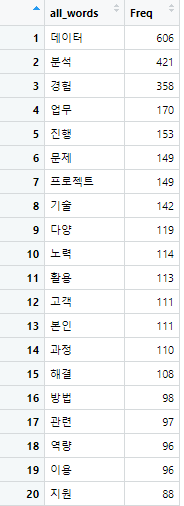 all_words Freq
1 데이터 606
2 분석 421
3 경험 358
4 업무 170
5 진행 153
6 문제 149
7 프로젝트 149
8 기술 142
9 다양 119
10 노력 114
11 활용 113
12 고객 111
13 본인 111
14 과정 110
15 해결 108
16 방법 98
17 관련 97
18 역량 96
19 이용 96
20 지원 88